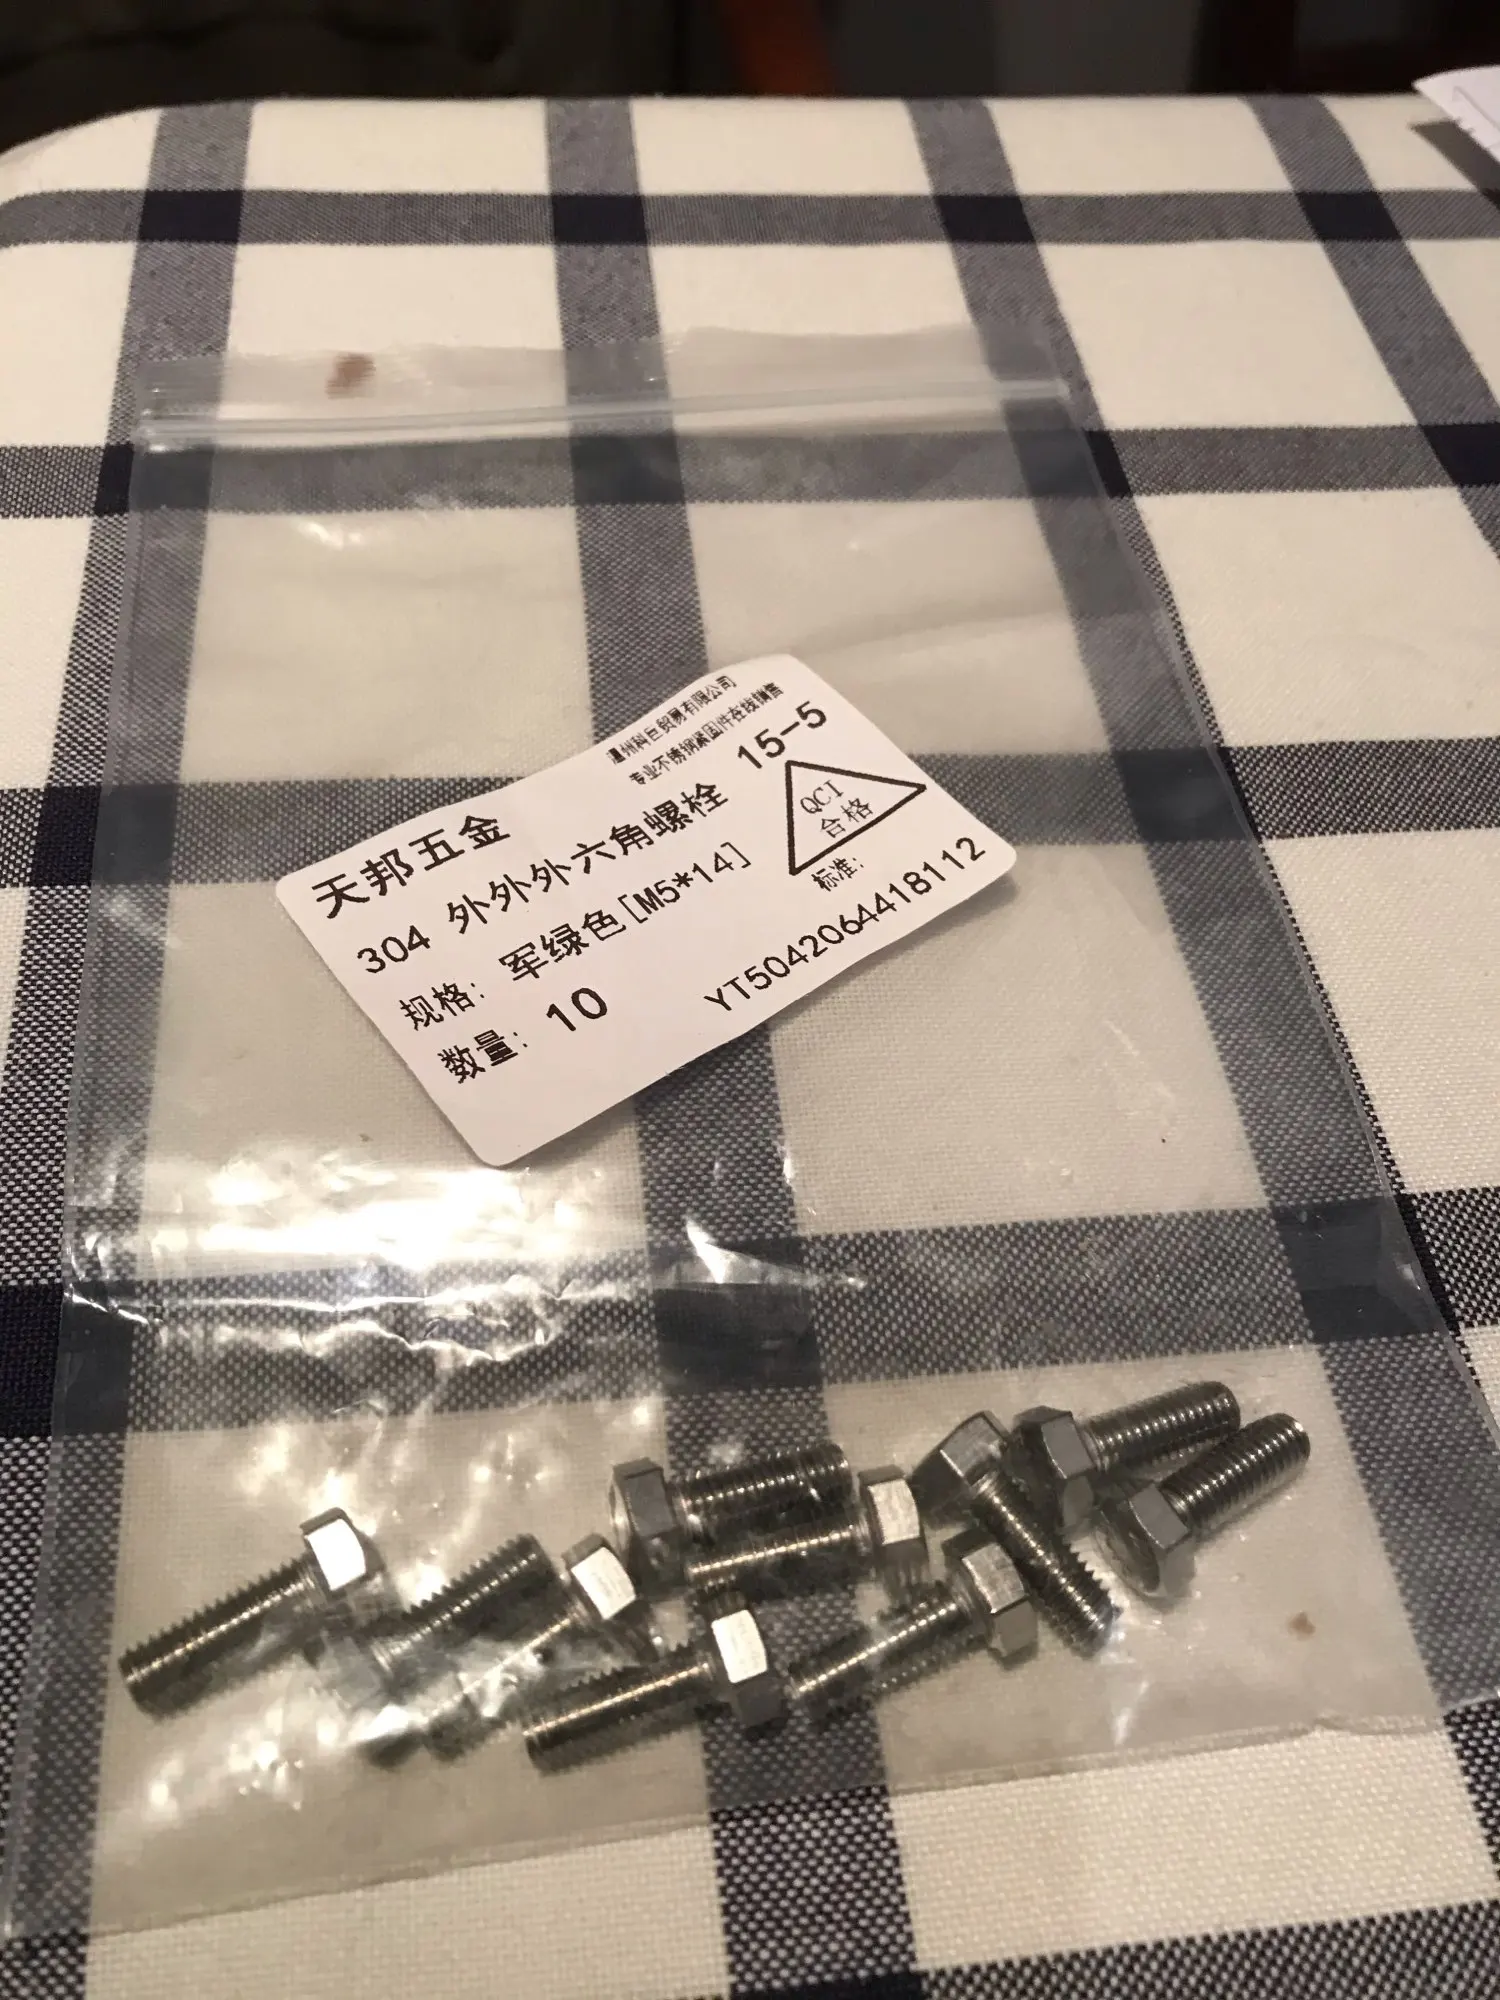 温州科巨贸易有限公司
专业不锈钢紧固件在线销售
天邦五金
15-5
304 外外外六角螺栓
QCI
合格
规格: 军绿色[M5*14]
标准:
数量: 10
YT5042064418112